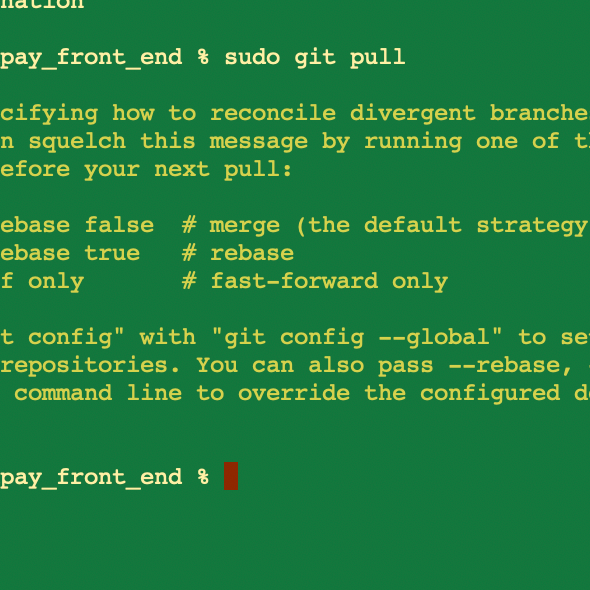 nation
pay_front_end % sudo git pull
cifying how to reconcile divergent branche
n squelch this message by running one of
efore your next pull:
ebase false # merge (the default strategy
ebase true # rebase
f only # fast-forward only
t config" with "git config --global" to se
repositories. You can also pass --rebase,
command line to override the configured
pay_front_end %